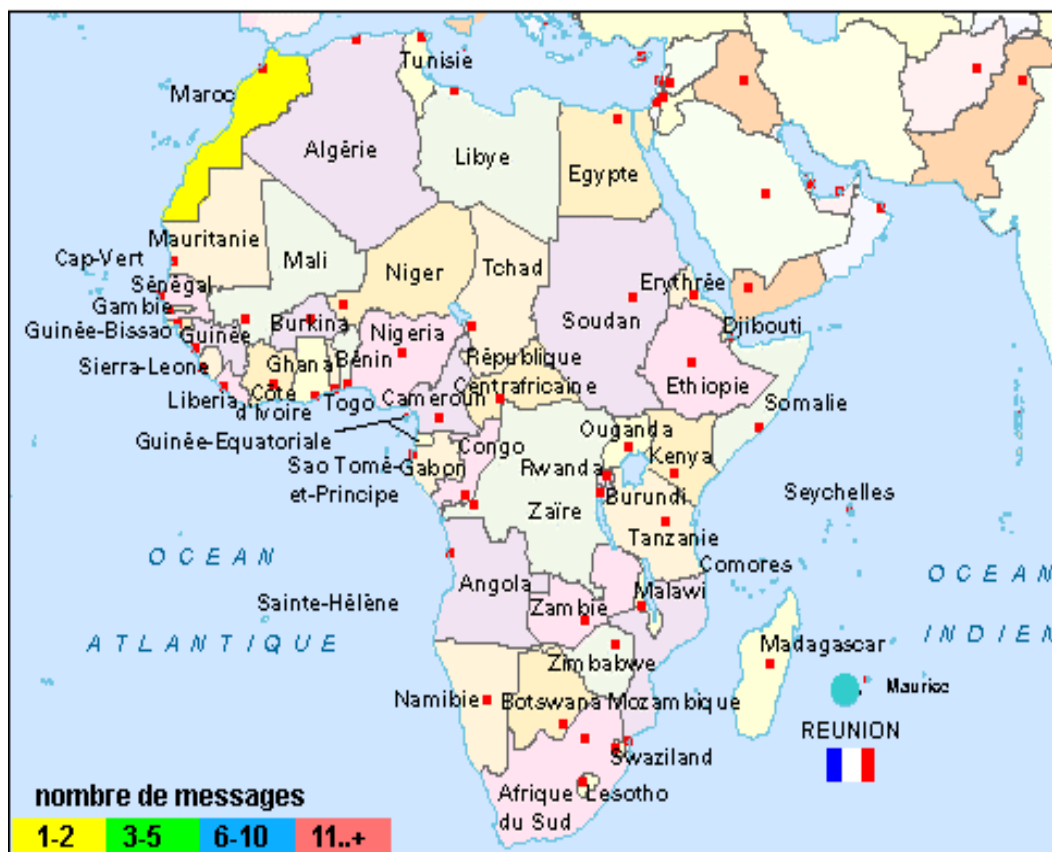 Tunisie
Maroc
Algérie
Libye
Egypte
Mauritanie
Cap-Vert
Mali
Niger
Tchad
Erythrée
Sénégal
Gambie
Soudan
Djibouti
Guinée-Bissao
Guinée
Burkina
Nigeria
Bénin
Ghana
République
Centrafricaine
Sierra-Leone
Ethiopie
Liberia
Côte
d'Ivoire
Togo
Cameroun
Somalie
Guinée-Equatoriale
Ouganda
Congo
Kenya
Sao Tomé-
et-Principe
Gabon
Rwanda
Burundi
Seychelles
Zaïre
Tanzanie
OCEAN
ATLANTIQUE
Comores
OCEAN
INDIEN
Angola
Malawi
Sainte-Hélène
Zambie
Madagascar
Zimbabwe
Maurice
Namibie
Botswana
Mozambique
REUNION
Swaziland
Afrique
du Sud
Lesotho
nombre de messages
1-2 3-5 6-10 11..+